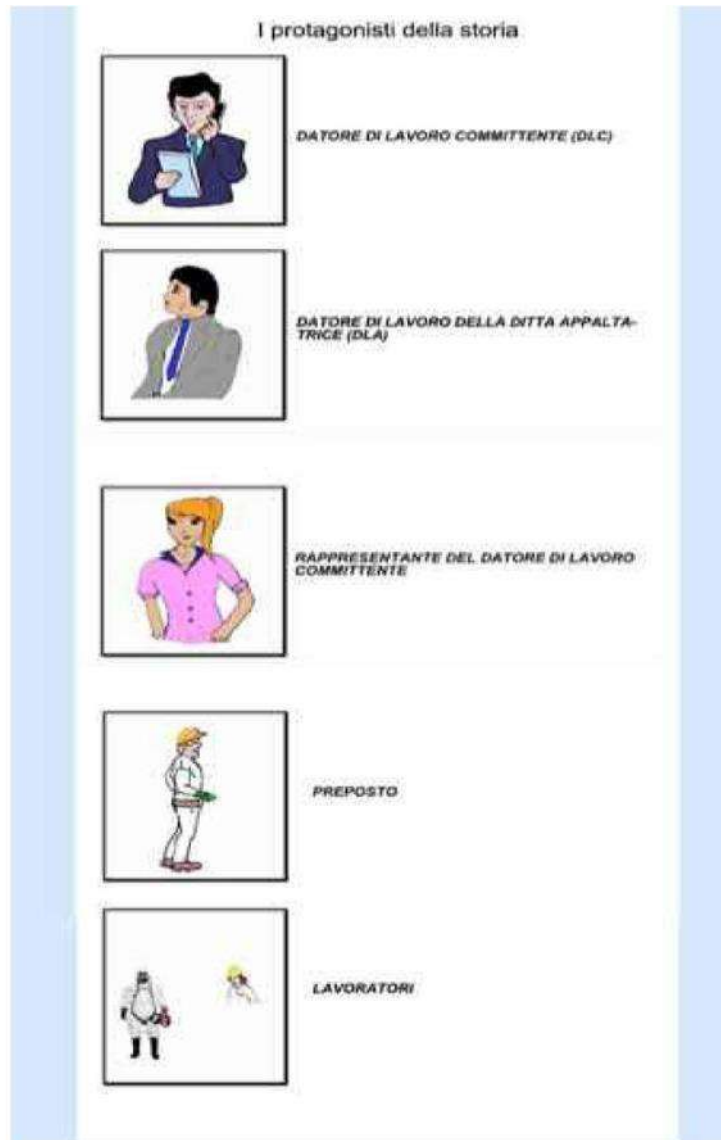 I protagonisti della storia
DATORE DI LAVORO COMMITTENTE (DLC)
DATORE DI LAVORO DELLA DITTA APPALTA-
TRICE (DLA)
RAPPRESENTANTE DEL DATORE DI LAVORO
COMMITTENTE
PREPOSTO
LAVORATORI